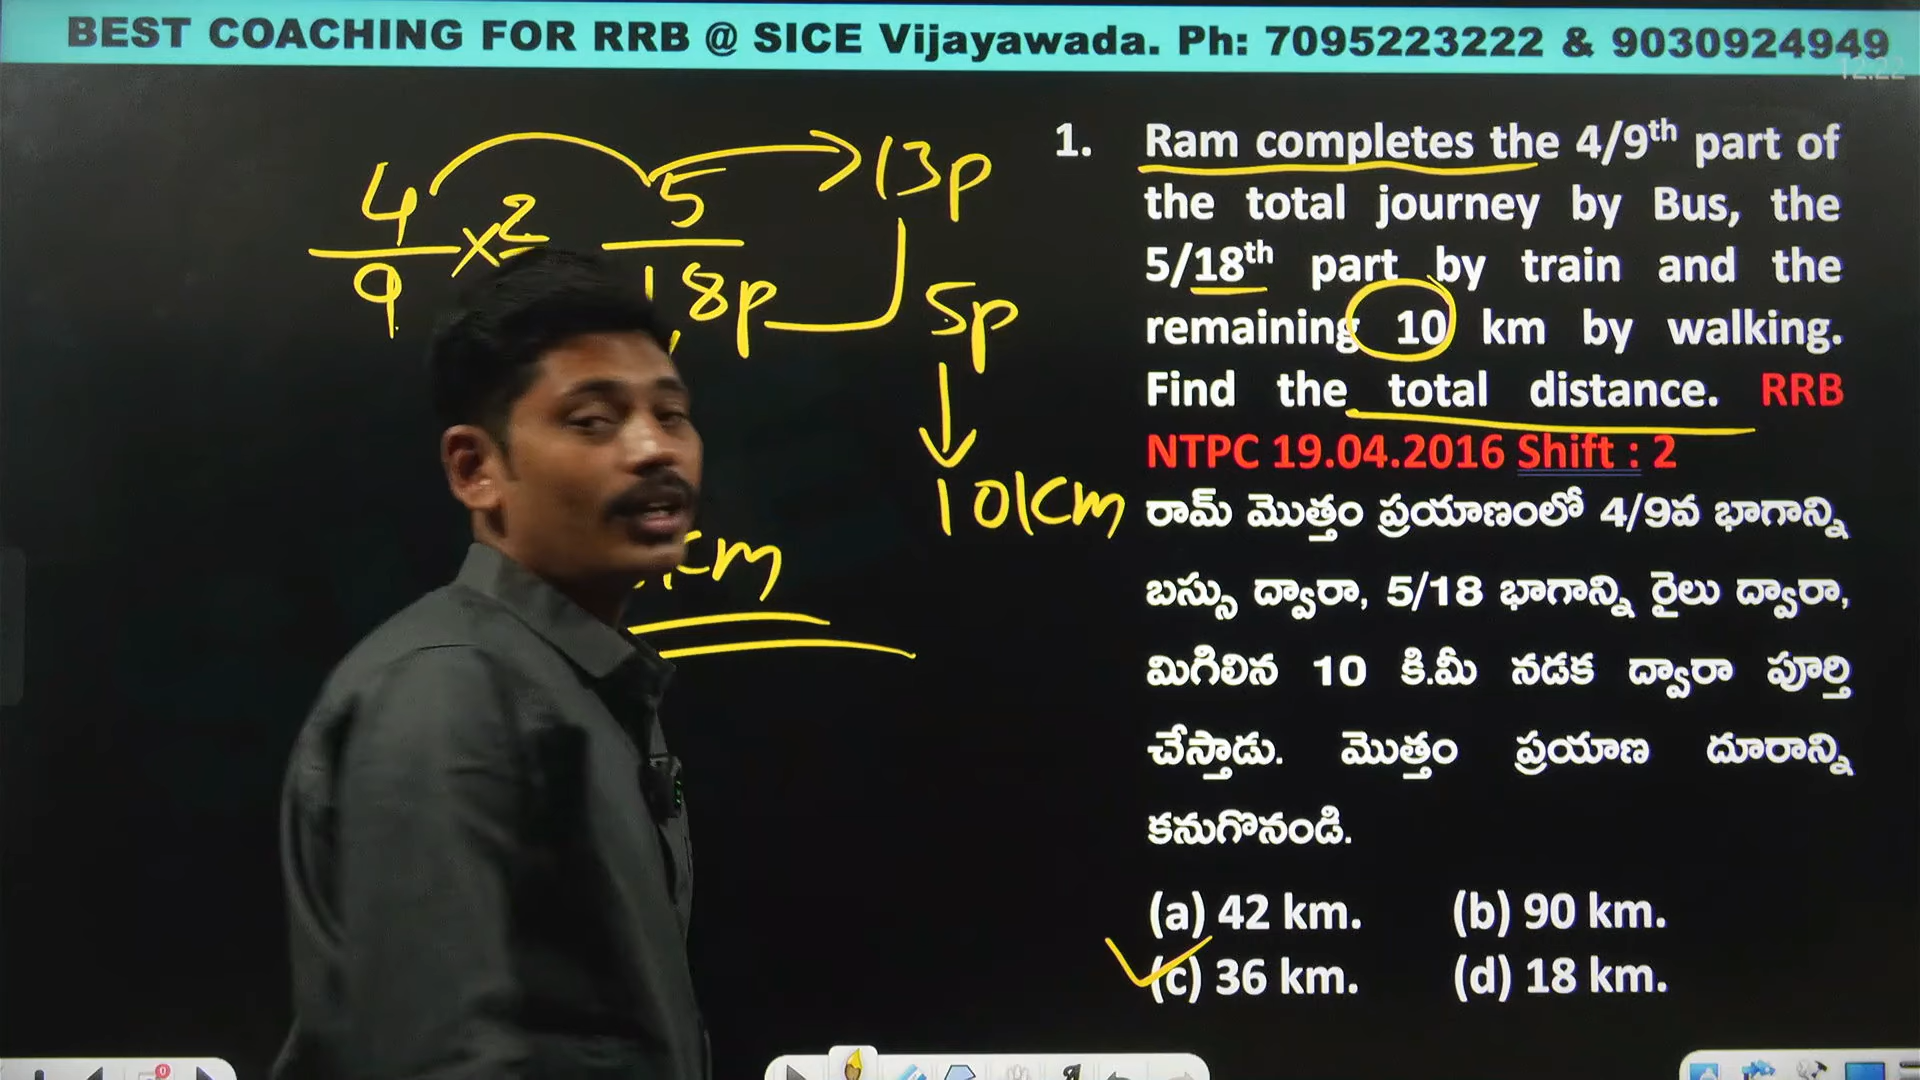 BEST COACHING FOR RRB @ SICE Vijayawada. Ph: 7095223222 & 9030924949
12:22
4/9 × 2 5/18p 13p
5p
10km
km
1. Ram completes the 4/9th part of
the total journey by Bus, the
5/18th part by train and the
remaining 10 km by walking.
Find the total distance. RRB
NTPC 19.04.2016 Shift : 2
రామ్ మొత్తం ప్రయాణంలో 4/9వ భాగాన్ని
బస్సు ద్వారా, 5/18 భాగాన్ని రైలు ద్వారా,
మిగిలిన 10 కి.మీ నడక ద్వారా పూర్తి
చేస్తాడు. మొత్తం ప్రయాణ దూరాన్ని
కనుగొనండి.
(a) 42 km. (b) 90 km.
(c) 36 km. (d) 18 km.